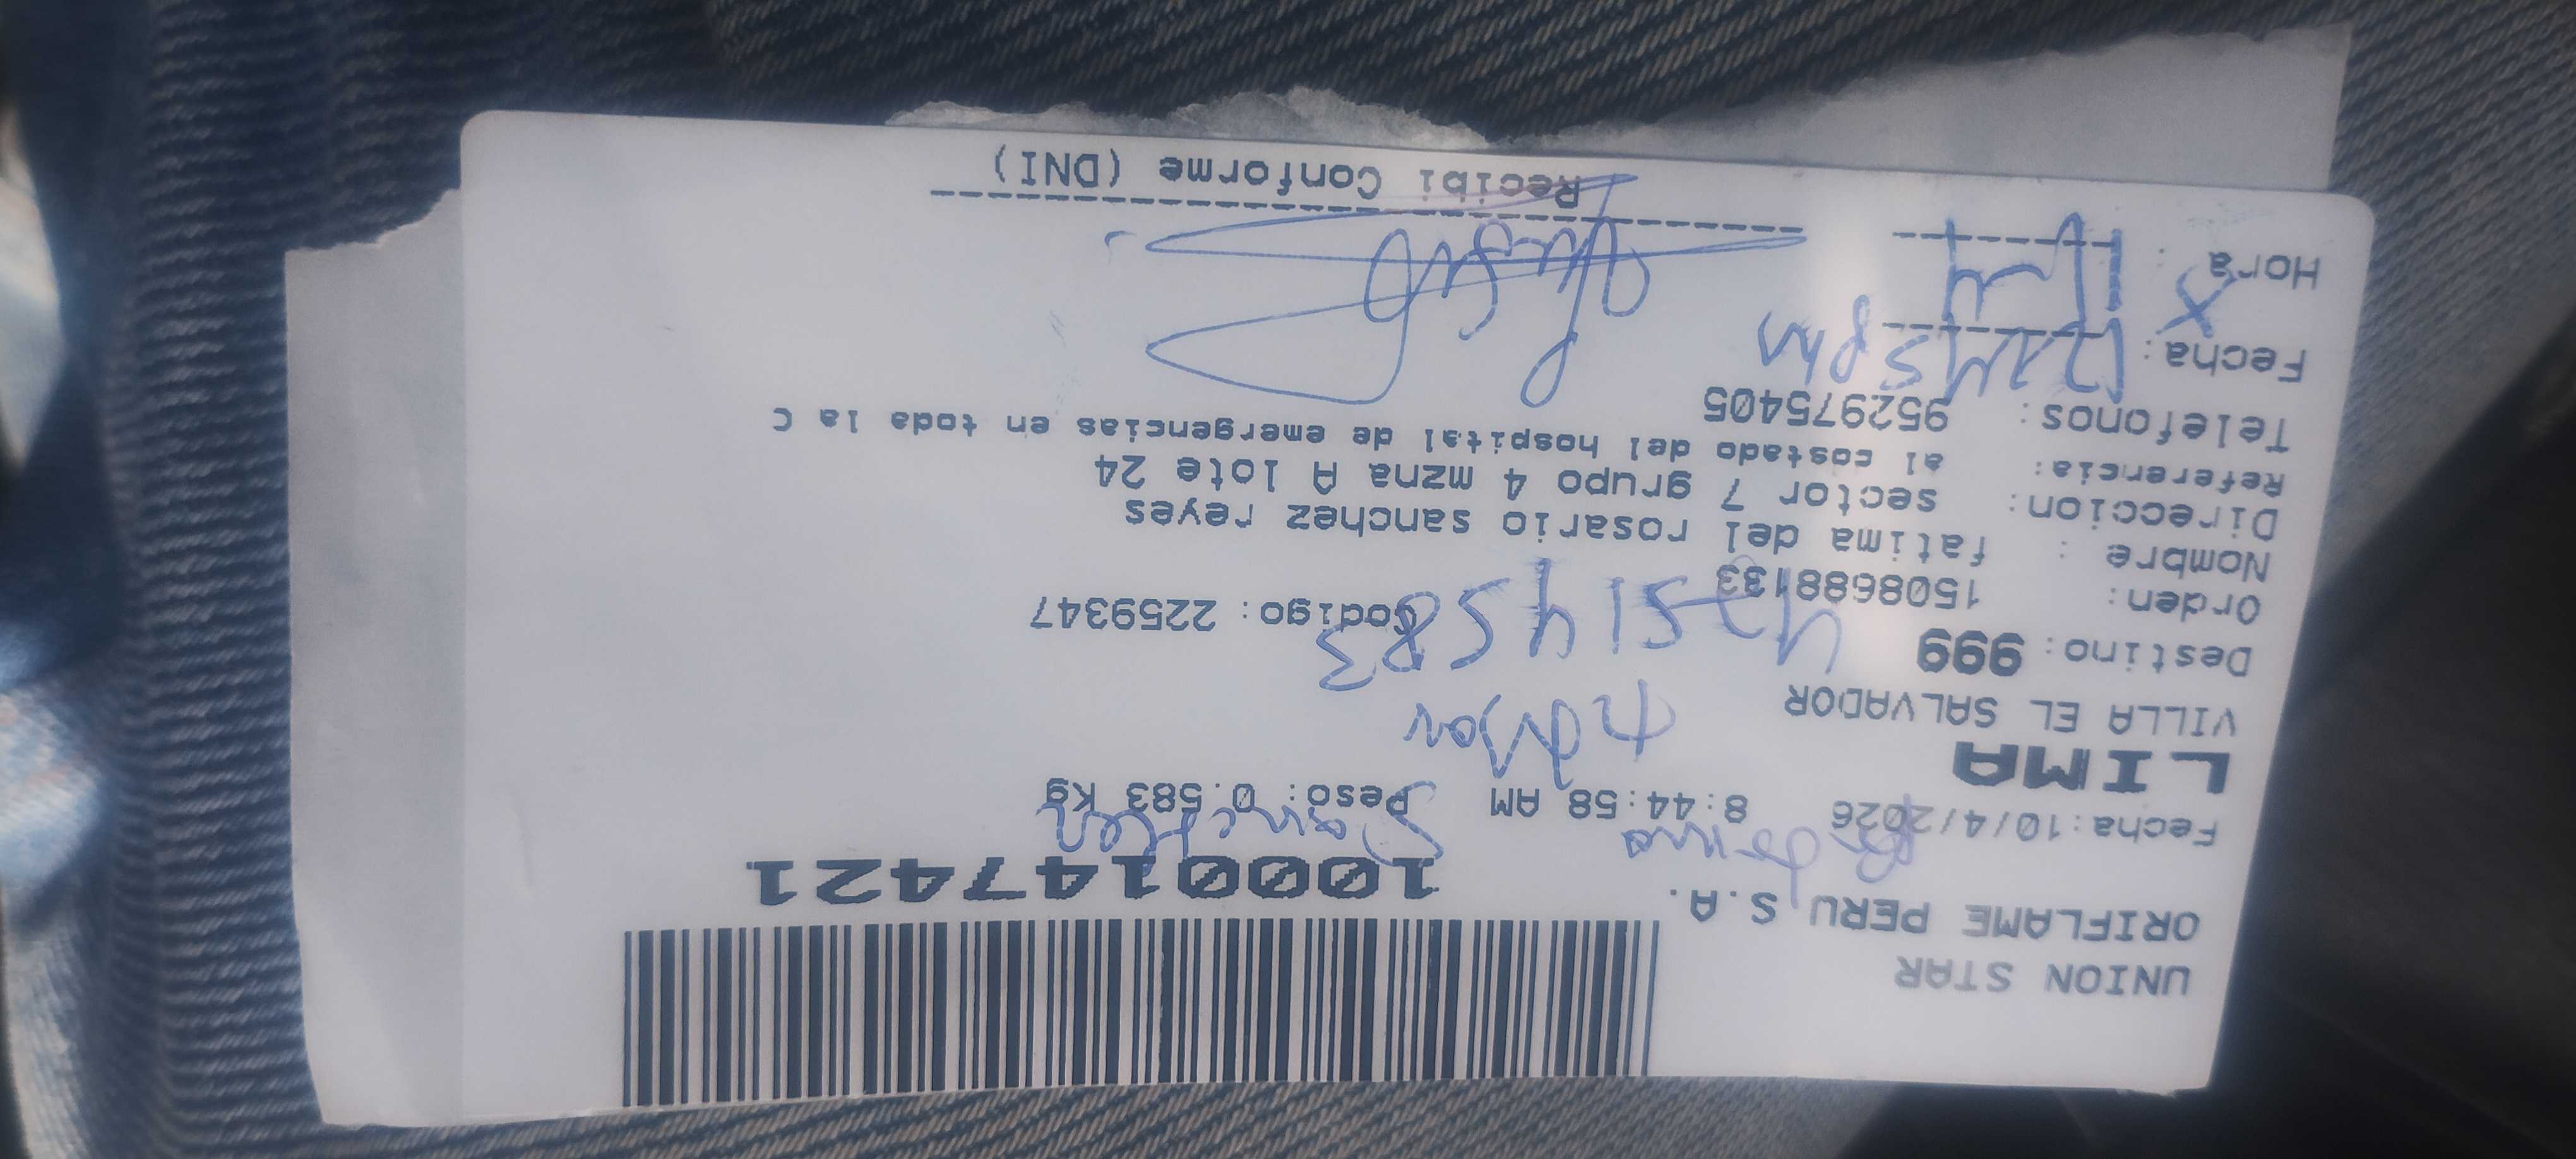 UNION STAR
ORIFLAME PERU S.A.
10001474421
Fecha:10/4/2026 8:44:58 AM Peso: 0.583 Kg
LIMA
VILLA EL SALVADOR
Destino: 999
Orden: 1508688133 Codigo: 2259347
Nombre : fatima del rosario sanchez reyes
Direccion: sector 7 grupo 4 mzna A lote 24
Referencia: al costado del hospital de emergencias en toda la C
Telefonos: 952975405
Fecha:
Hora :
Recibi Conforme (DNI)